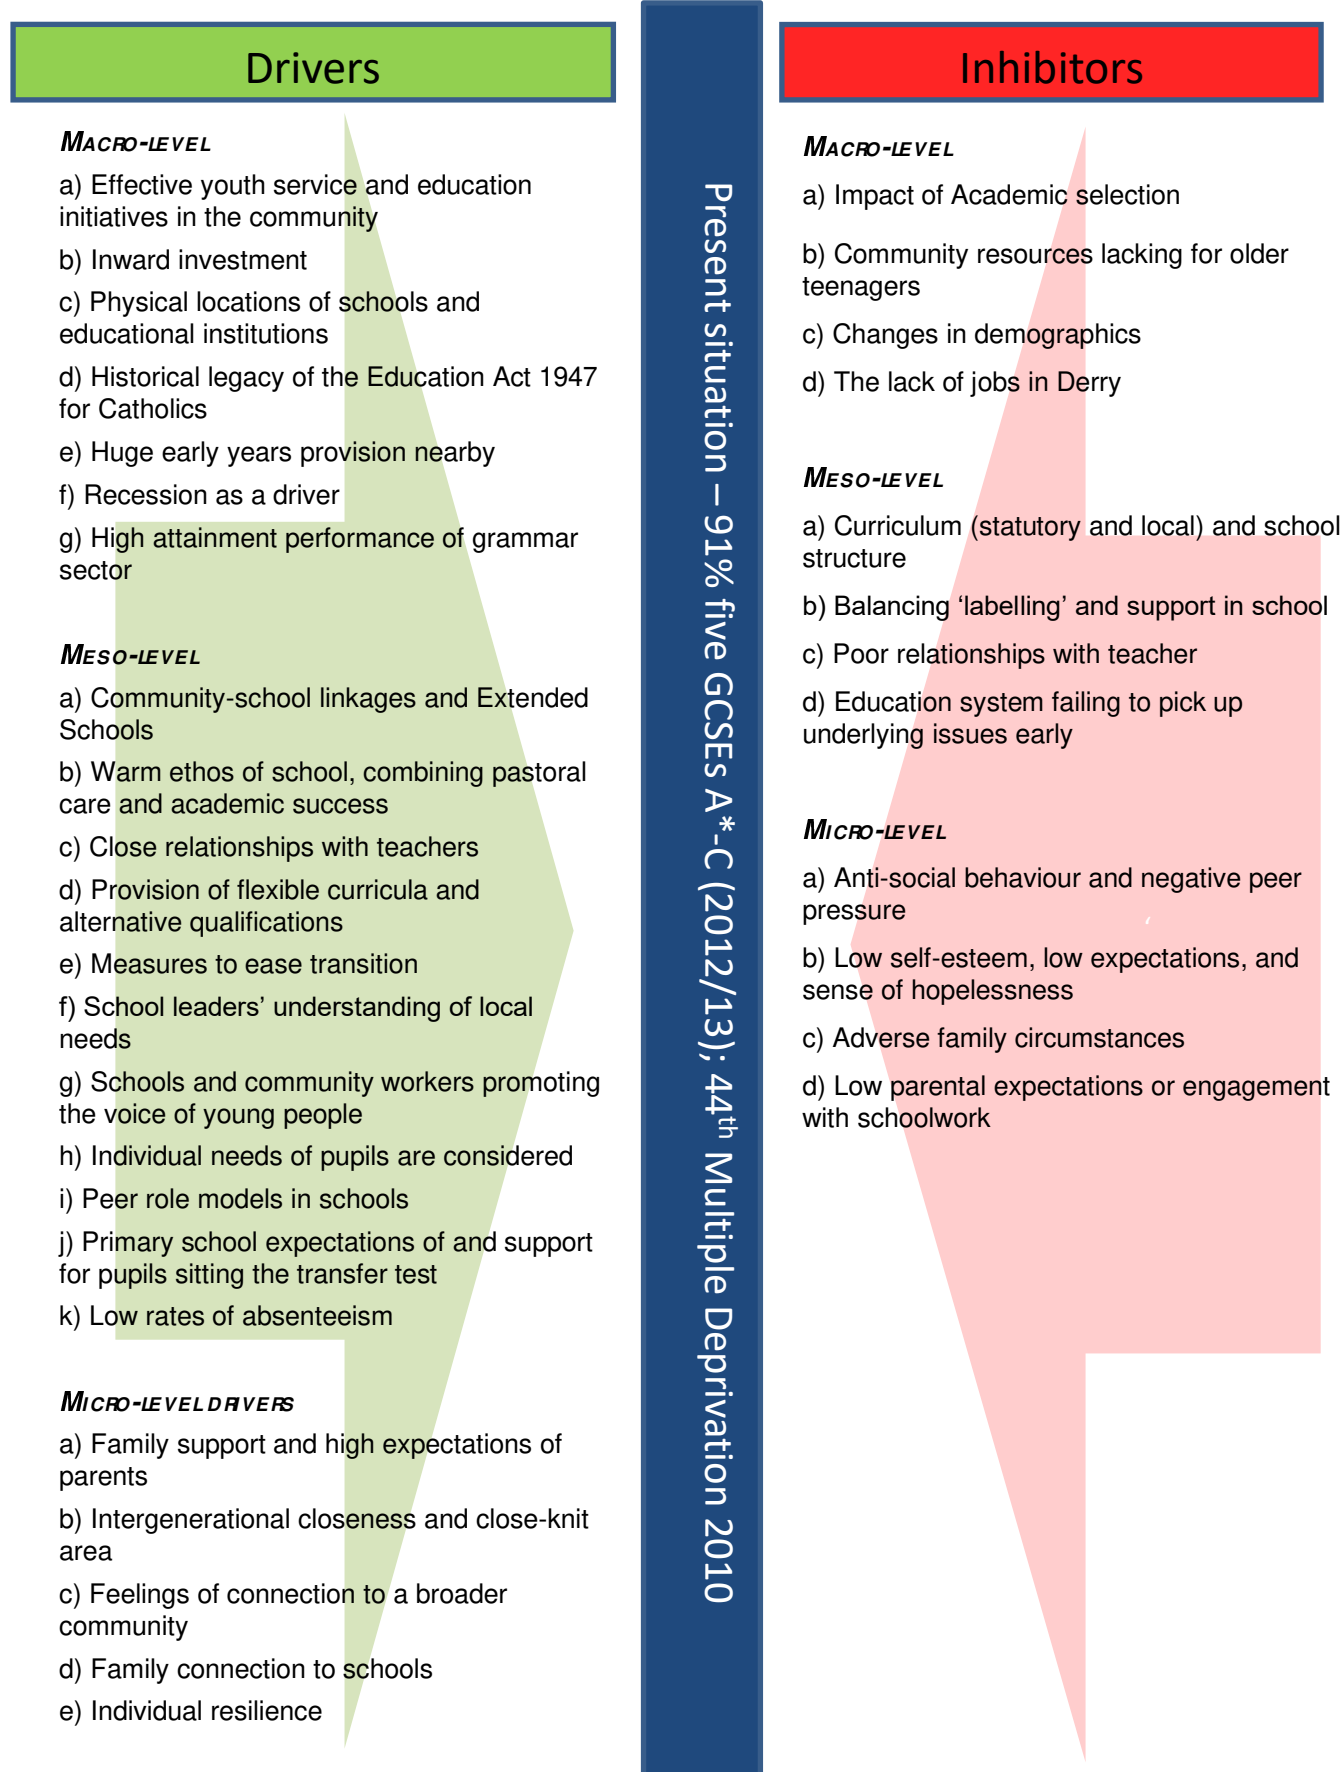 Drivers
MACRO-LEVEL
a) Effective youth service and education
initiatives in the community
b) Inward investment
c) Physical locations of schools and
educational institutions
d) Historical legacy of the Education Act 1947
for Catholics
e) Huge early years provision nearby
f) Recession as a driver
g) High attainment performance of grammar
sector
MESO-LEVEL
a) Community-school linkages and Extended
Schools
b) Warm ethos of school, combining pastoral
care and academic success
c) Close relationships with teachers
d) Provision of flexible curricula and
alternative qualifications
e) Measures to ease transition
f) School leaders’ understanding of local
needs
g) Schools and community workers promoting
the voice of young people
h) Individual needs of pupils are considered
i) Peer role models in schools
j) Primary school expectations of and support
for pupils sitting the transfer test
k) Low rates of absenteeism
MICRO-LEVEL DRIVERS
a) Family support and high expectations of
parents
b) Intergenerational closeness and close-knit
area
c) Feelings of connection to a broader
community
d) Family connection to schools
e) Individual resilience
Present situation – 91% five GCSEs A*-C (2012/13); 44th Multiple Deprivation 2010
Inhibitors
MACRO-LEVEL
a) Impact of Academic selection
b) Community resources lacking for older
teenagers
c) Changes in demographics
d) The lack of jobs in Derry
MESO-LEVEL
a) Curriculum (statutory and local) and school
structure
b) Balancing ‘labelling’ and support in school
c) Poor relationships with teacher
d) Education system failing to pick up
underlying issues early
MICRO-LEVEL
a) Anti-social behaviour and negative peer
pressure
‘
b) Low self-esteem, low expectations, and
sense of hopelessness
c) Adverse family circumstances
d) Low parental expectations or engagement
with schoolwork